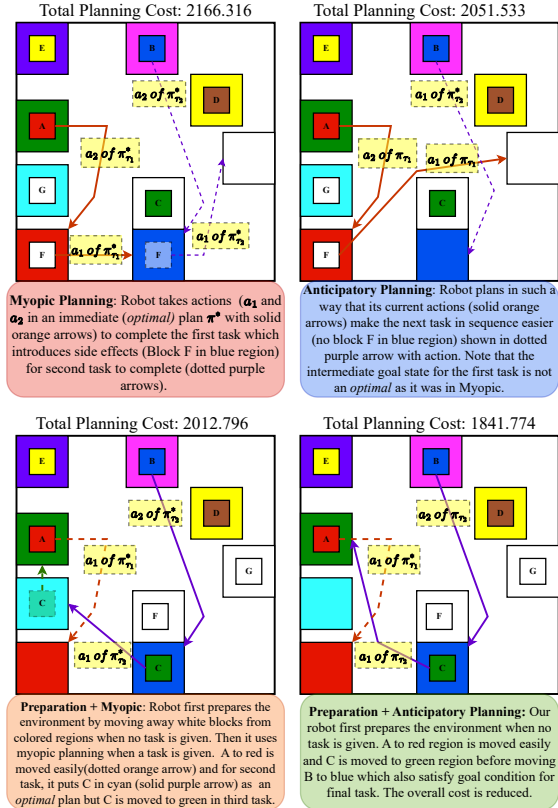 Total Planning Cost: 2166.316
E
B
D
A
G
C
F
F
a₂ of π*τ₂
a₂ of π*τ₁
a₁ of π*τ₂
a₁ of π*τ₁
Myopic Planning: Robot takes actions (a₁ and
a₂ in an immediate (optimal) plan π* with solid
orange arrows) to complete the first task which
introduces side effects (Block F in blue region)
for second task to complete (dotted purple
arrows).
Total Planning Cost: 2051.533
E
B
D
A
G
C
F
a₁ of π*τ₂
a₂ of π*τ₁
a₁ of π*τ₁
Anticipatory Planning: Robot plans in such a
way that its current actions (solid orange
arrows) make the next task in sequence easier
(no block F in blue region) shown in dotted
purple arrow with action. Note that the
intermediate goal state for the first task is not
an optimal as it was in Myopic.
Total Planning Cost: 2012.796
E
B
D
A
G
C
F
C
a₂ of π*τ₂
a₁ of π*τ₁
a₁ of π*τ₂
Preparation + Myopic: Robot first prepares the
environment by moving away white blocks from
colored regions when no task is given. Then it uses
myopic planning when a task is given. A to red is
moved easily(dotted orange arrow) and for second
task, it puts C in cyan (solid purple arrow) as an
optimal plan but C is moved to green in third task.
Total Planning Cost: 1841.774
E
B
D
A
G
F
C
a₂ of π*τ₂
a₁ of π*τ₁
a₁ of π*τ₂
Preparation + Anticipatory Planning: Our
robot first prepares the environment when no
task is given. A to red region is moved easily
and C is moved to green region before moving
B to blue which also satisfy goal condition for
final task. The overall cost is reduced.